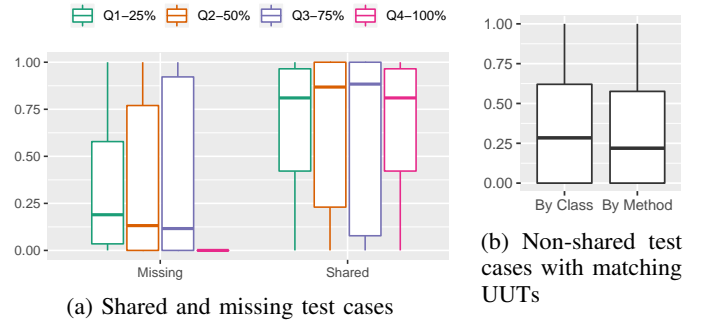 Q1−25% Q2−50% Q3−75% Q4−100%
1.00
0.75
0.50
0.25
0.00
Missing Shared
(a) Shared and missing test cases
1.00
0.75
0.50
0.25
0.00
By Class By Method
(b) Non-shared test
cases with matching
UUTs